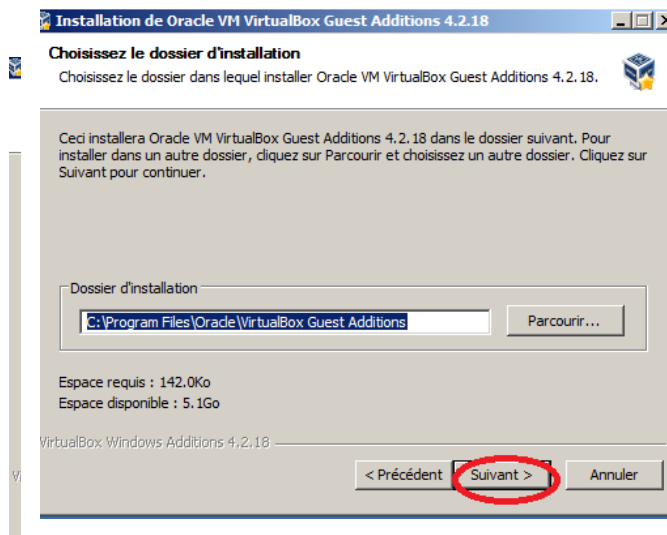 Installation de Oracle VM VirtualBox Guest Additions 4.2.18
Choisissez le dossier d'installation
Choisissez le dossier dans lequel installer Oracle VM VirtualBox Guest Additions 4.2.18.
Ceci installera Oracle VM VirtualBox Guest Additions 4.2.18 dans le dossier suivant. Pour
installer dans un autre dossier, cliquez sur Parcourir et choisissez un autre dossier. Cliquez sur
Suivant pour continuer.
Dossier d'installation
C:\Program Files\Oracle\VirtualBox Guest Additions
Parcourir...
Espace requis : 142.0Ko
Espace disponible : 5.1Go
VirtualBox Windows Additions 4.2.18
< Précédent
Suivant >
Annuler